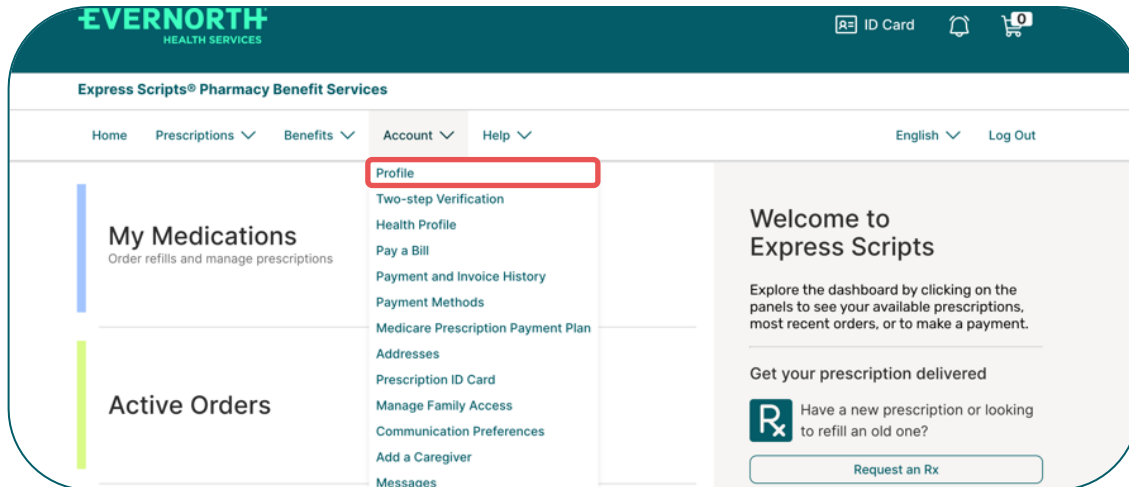 EVERNORTH
HEALTH SERVICES
ID Card
0
Express Scripts® Pharmacy Benefit Services
Home Prescriptions Benefits Account Help English Log Out
Profile
Two-step Verification
Health Profile
Pay a Bill
Payment and Invoice History
Payment Methods
Medicare Prescription Payment Plan
Addresses
Prescription ID Card
Manage Family Access
Communication Preferences
Add a Caregiver
Messages
My Medications
Order refills and manage prescriptions
Active Orders
Welcome to
Express Scripts
Explore the dashboard by clicking on the
panels to see your available prescriptions,
most recent orders, or to make a payment.
Get your prescription delivered
Rx
Have a new prescription or looking
to refill an old one?
Request an Rx